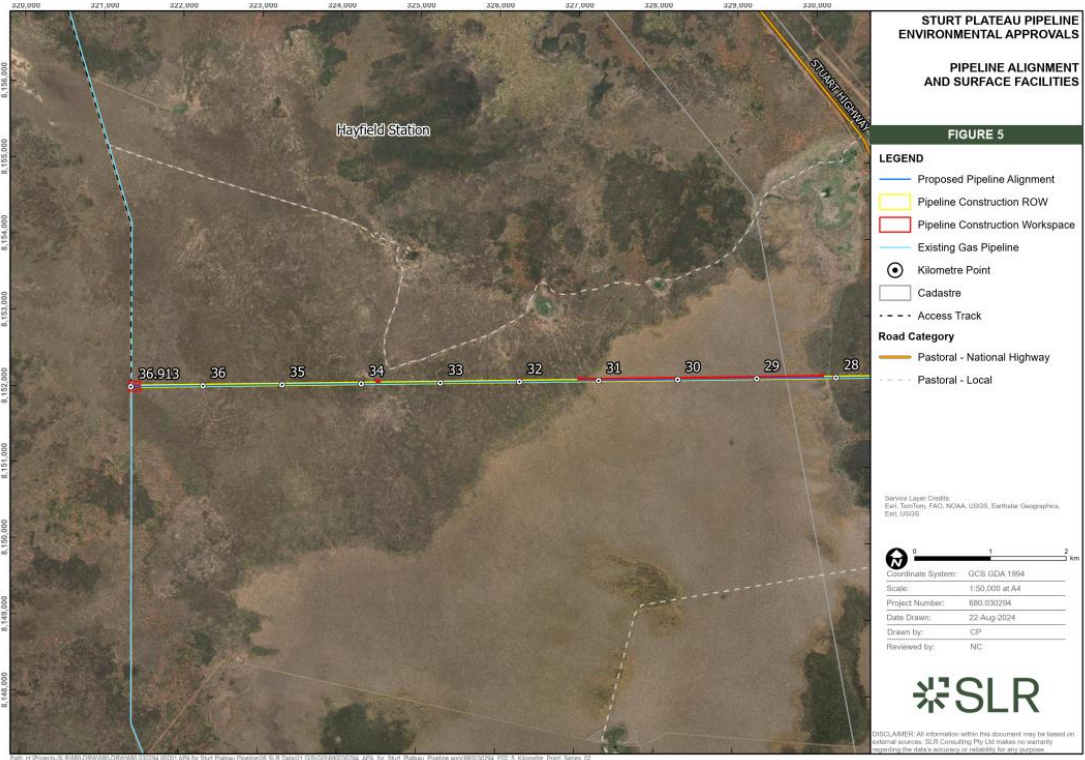 320,000 321,000 322,000 323,000 324,000 325,000 326,000 327,000 328,000 329,000 330,000
8,156,000
8,155,000
8,154,000
8,153,000
8,152,000
8,151,000
8,150,000
8,149,000
8,148,000
Hayfield Station
STUART HIGHWAY
36.913 36 35 34 33 32 31 30 29 28
STURT PLATEAU PIPELINE
ENVIRONMENTAL APPROVALS
PIPELINE ALIGNMENT
AND SURFACE FACILITIES
FIGURE 5
LEGEND
Proposed Pipeline Alignment
Pipeline Construction ROW
Pipeline Construction Workspace
Existing Gas Pipeline
Kilometre Point
Cadastre
Access Track
Road Category
Pastoral - National Highway
Pastoral - Local
Service Layer Credits:
Esri, TomTom, FAO, NOAA, USGS, Earthstar Geographics,
Esri, USGS
N
0 1 2
km
Coordinate System: GCS GDA 1994
Scale: 1:50,000 at A4
Project Number: 680.030294
Date Drawn: 22-Aug-2024
Drawn by: CP
Reviewed by: NC
SLR
DISCLAIMER: All information within this document may be based on
external sources. SLR Consulting Pty Ltd makes no warranty
regarding the data's accuracy or reliability for any purpose.